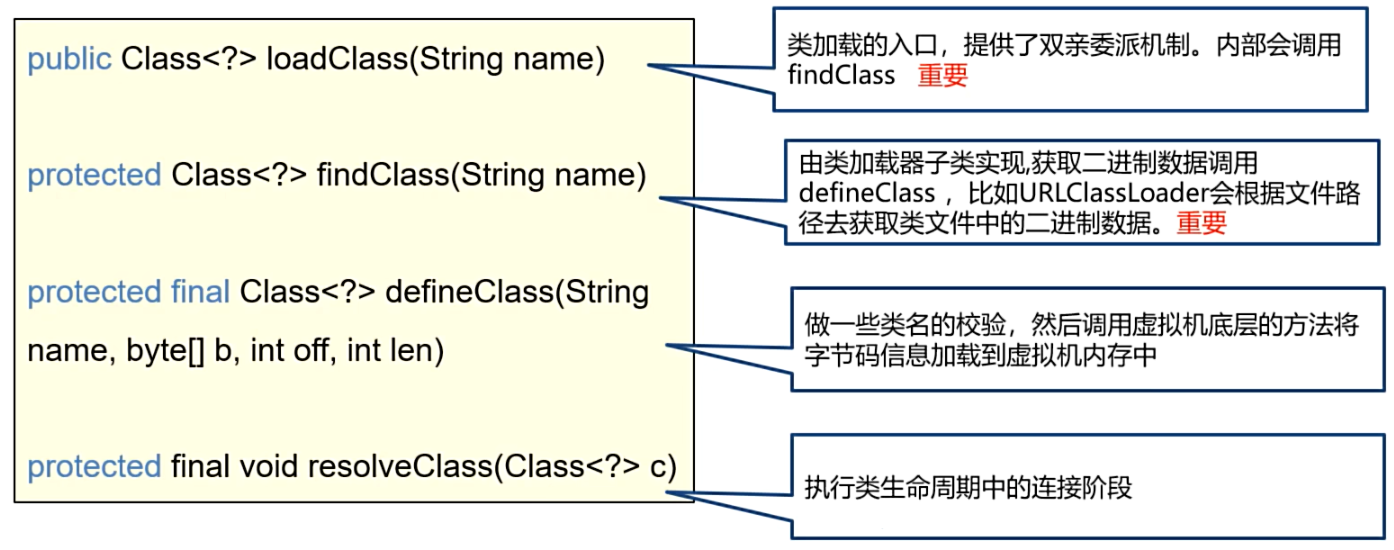 public Class<?> loadClass(String name)
类加载的入口，提供了双亲委派机制。内部会调用
findClass 重要
protected Class<?> findClass(String name)
由类加载器子类实现,获取二进制数据调用
defineClass ，比如URLClassLoader会根据文件路
径去获取类文件中的二进制数据。重要
protected final Class<?> defineClass(String
name, byte[] b, int off, int len)
做一些类名的校验，然后调用虚拟机底层的方法将
字节码信息加载到虚拟机内存中
protected final void resolveClass(Class<?> c)
执行类生命周期中的连接阶段